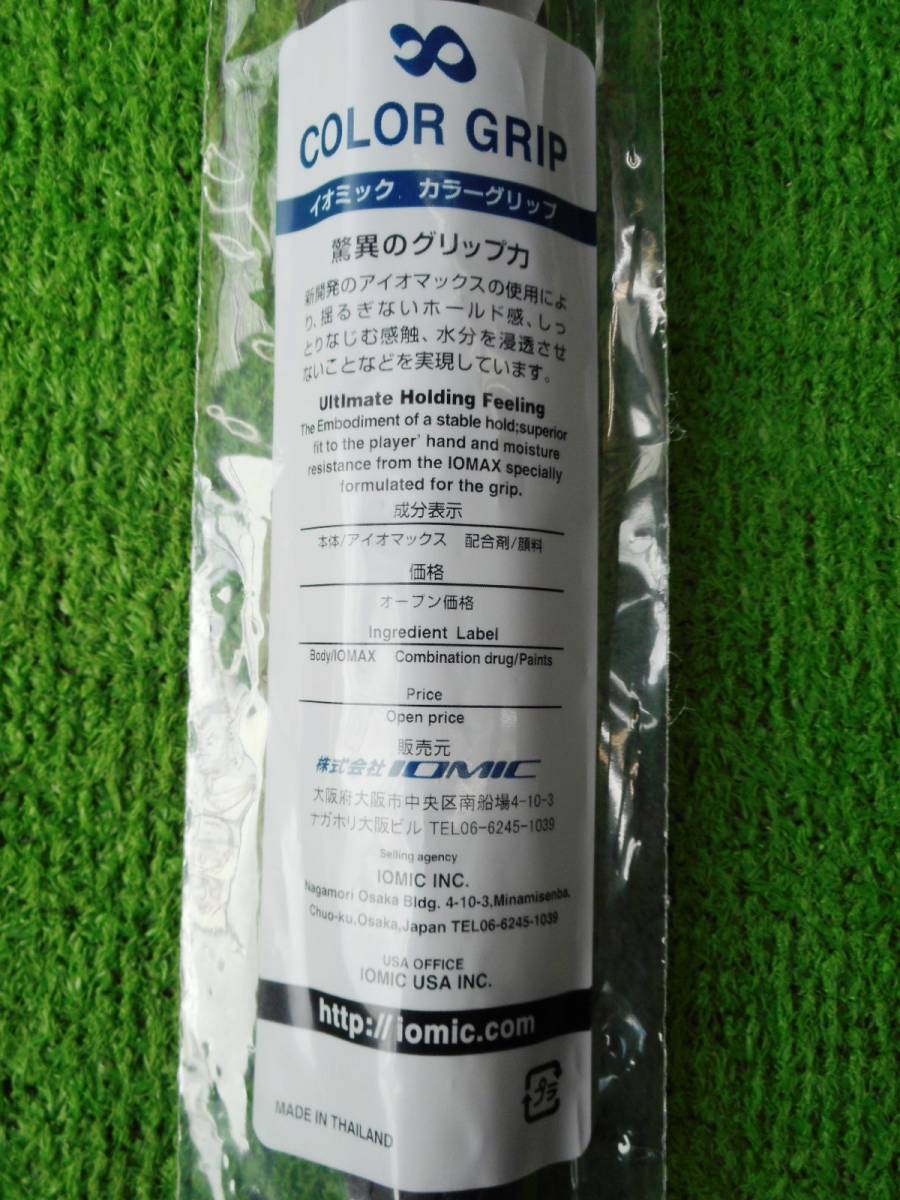 COLOR GRIP
イオミック カラーグリップ
驚異のグリップ力
新開発のアイオマックスの使用によ
り、揺るぎないホールド感、しっ
とりなじむ感触、水分を浸透させ
ないことなどを実現しています。
UltImate Holding Feeling
The Embodiment of a stable hold;superior
fit to the player' hand and moisture
resistance from the IOMAX specially
formulated for the grip.
成分表示
本体/アイオマックス 配合剤/顔料
価格
オープン価格
Ingredient Label
Body/IOMAX Combination drug/Paints
Price
Open price
販売元
株式会社IOMIC
大阪府大阪市中央区南船場4-10-3
ナガホリ大阪ビル TEL06-6245-1039
Selling agency
IOMIC INC.
Nagamori Osaka Bldg. 4-10-3,Minamisenba,
Chuo-ku,Osaka,Japan TEL06-6245-1039
USA OFFICE
IOMIC USA INC.
http://iomic.com
プラ
MADE IN THAILAND